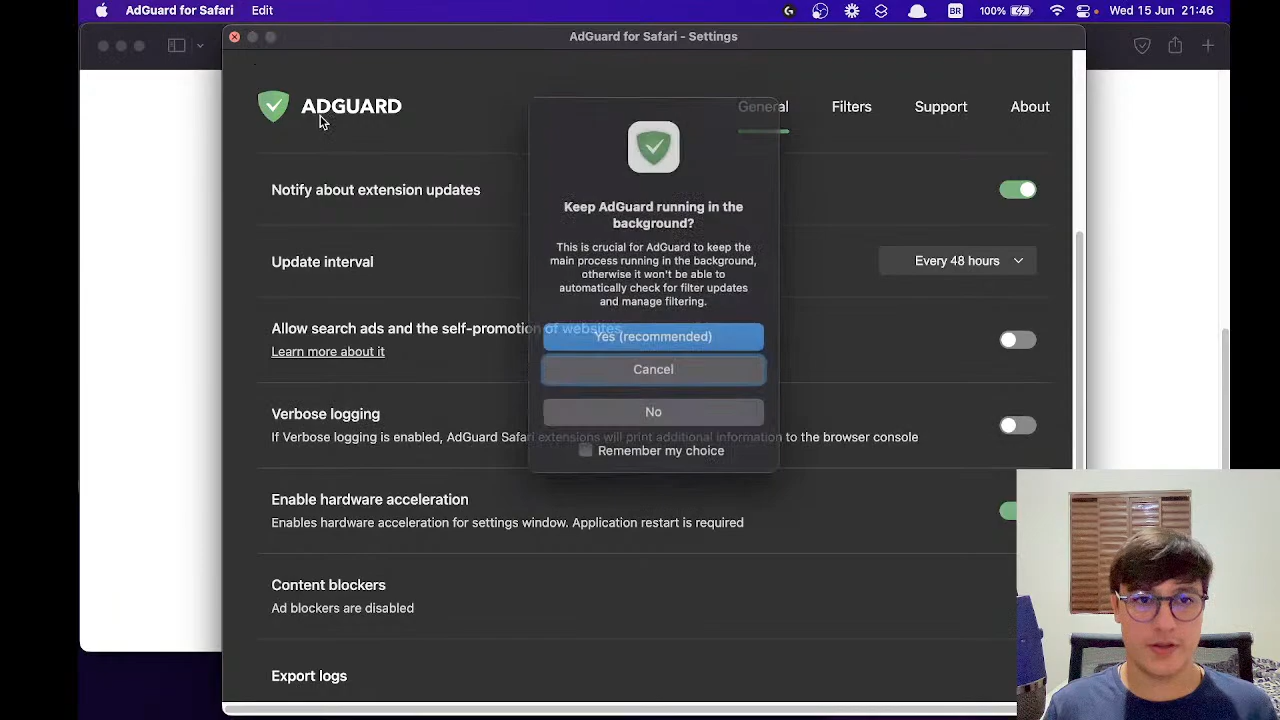 AdGuard for Safari Edit BR 100% Wed 15 Jun 21:46
AdGuard for Safari - Settings
ADGUARD
General Filters Support About
Notify about extension updates
Update interval
Every 48 hours
Allow search ads and the self-promotion of websites
Learn more about it
Verbose logging
If Verbose logging is enabled, AdGuard Safari extensions will print additional information to the browser console
Enable hardware acceleration
Enables hardware acceleration for settings window. Application restart is required
Content blockers
Ad blockers are disabled
Export logs
Keep AdGuard running in the
background?
This is crucial for AdGuard to keep the
main process running in the background,
otherwise it won't be able to
automatically check for filter updates
and manage filtering.
Yes (recommended)
Cancel
No
Remember my choice